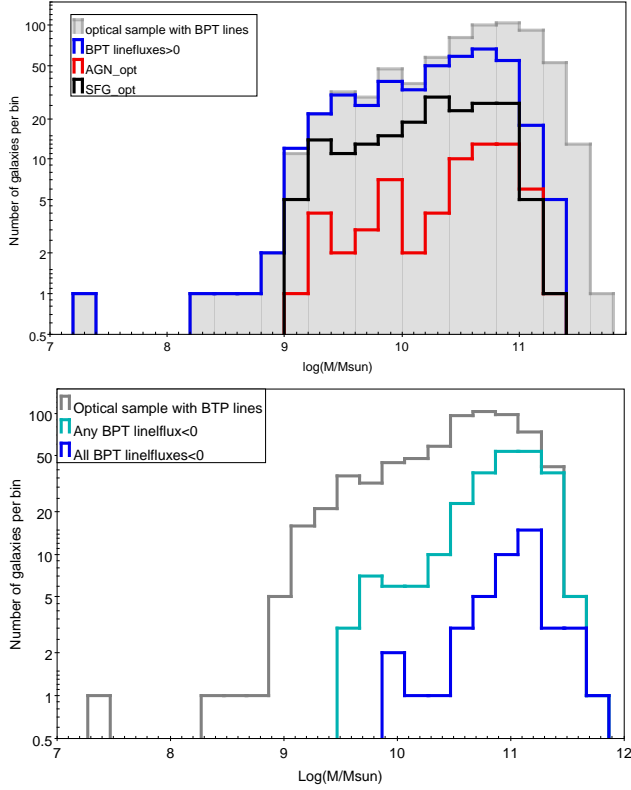 optical sample with BPT lines
BPT linefluxes>0
AGN_opt
SFG_opt
Number of galaxies per bin
100
50
20
10
5
2
1
0.5
7
8
9
10
11
log(M/Msun)
Optical sample with BTP lines
Any BPT linelflux<0
All BPT linelfluxes<0
Number of galaxies per bin
100
50
20
10
5
2
1
0.5
7
8
9
10
11
12
Log(M/Msun)